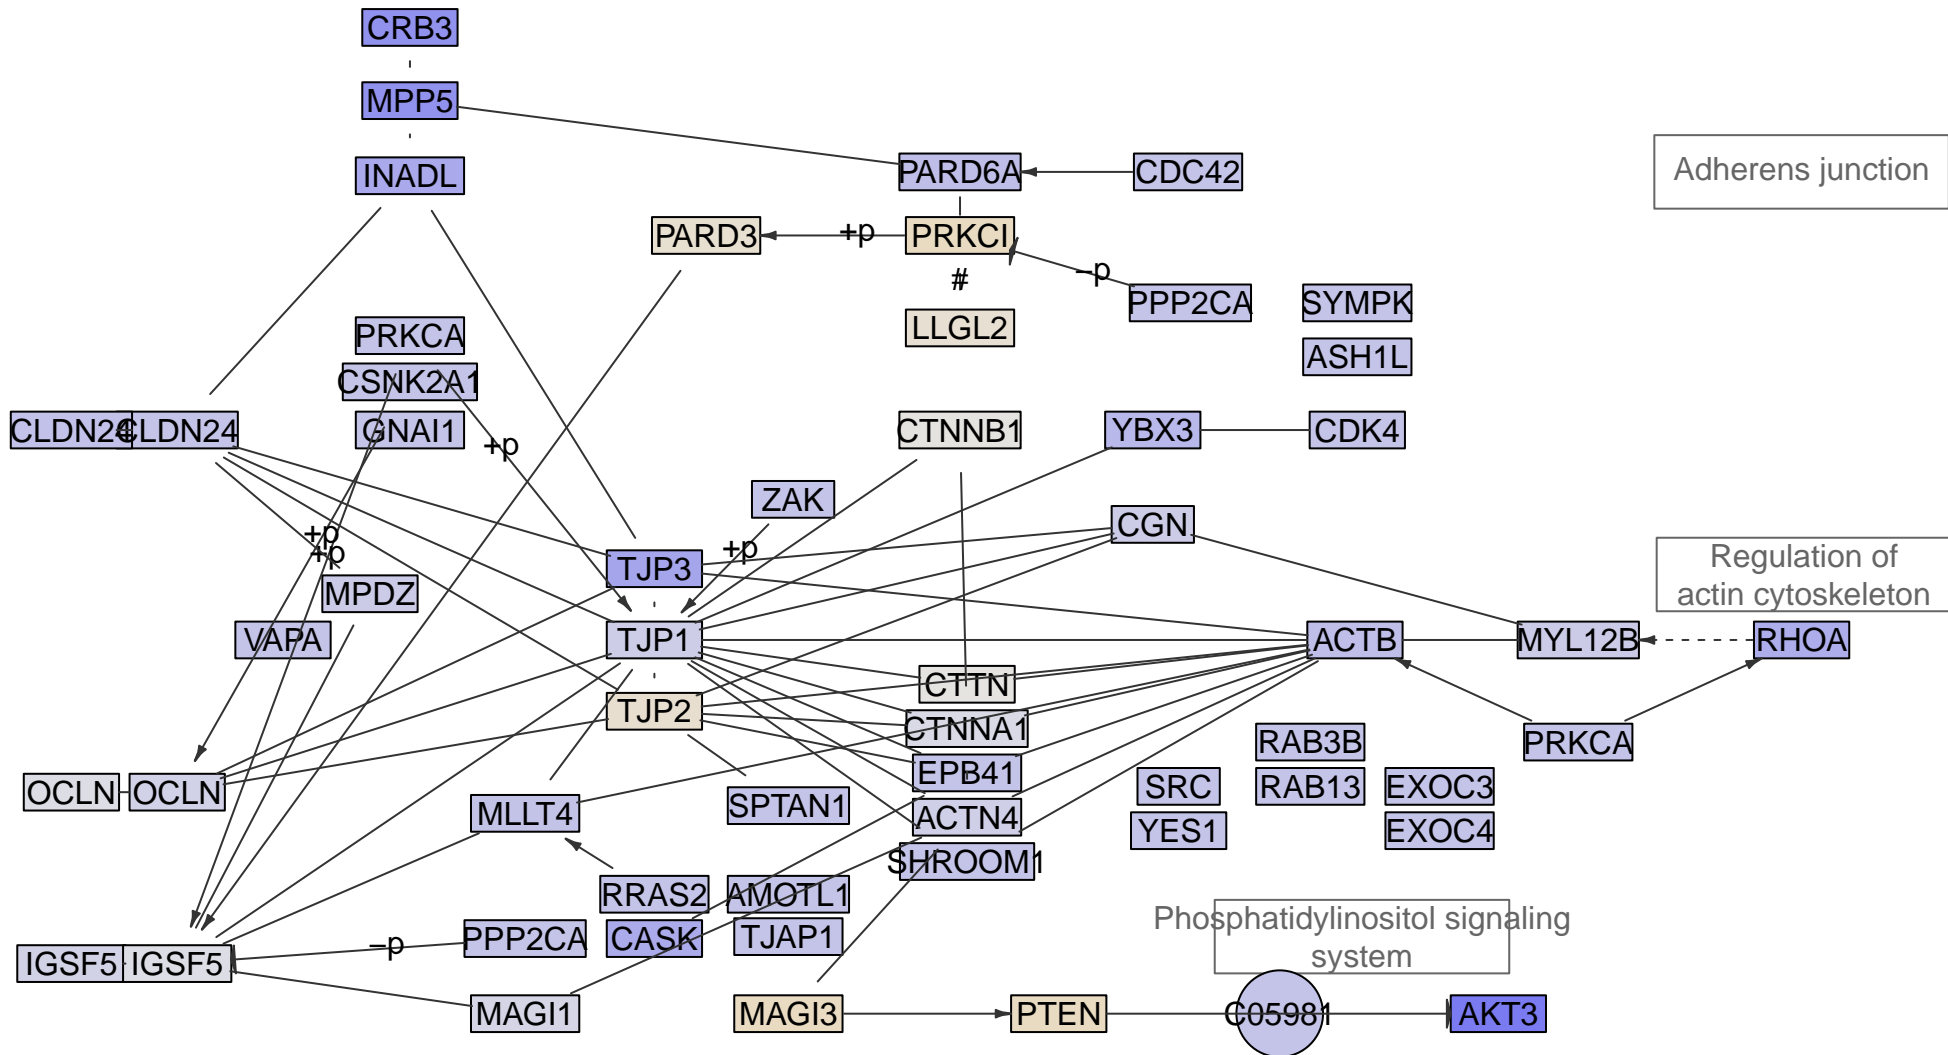 CRB3
MPP5
INADL
PARD6A
CDC42
Adherens junction
PARD3
+p
PRKCI
−p
#
PPP2CA
SYMPK
LLGL2
PRKCA
ASH1L
CSNK2A1
CLDN24
CLDN24
GNAI1
+p
CTNNB1
YBX3
CDK4
ZAK
CGN
+p
+p
+p
TJP3
Regulation of
actin cytoskeleton
MPDZ
VAPA
TJP1
ACTB
MYL12B
RHOA
CTTN
TJP2
CTNNA1
RAB3B
PRKCA
EPB41
OCLN
OCLN
SRC
RAB13
EXOC3
MLLT4
SPTAN1
ACTN4
YES1
EXOC4
SHROOM1
RRAS2
AMOTL1
Phosphatidylinositol signaling
system
PPP2CA
CASK
TJAP1
−p
IGSF5
IGSF5
MAGI1
MAGI3
PTEN
C05981
AKT3